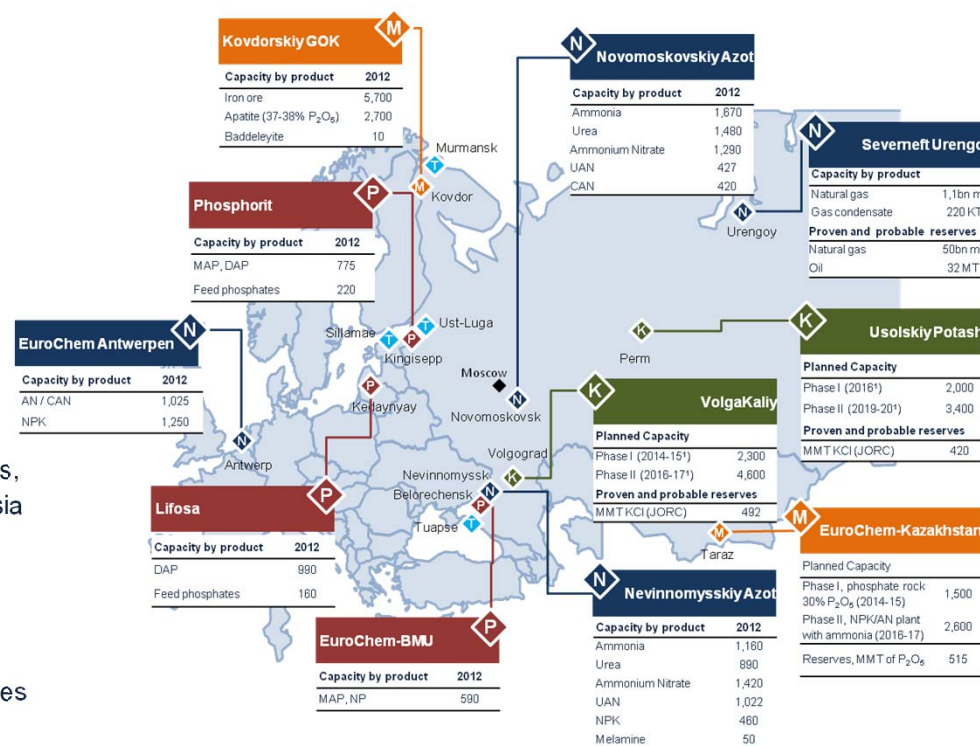 M
Kovdorskiy GOK
Capacity by product 2012
Iron ore 5,700
Apatite (37-38% P₂O₅) 2,700
Baddeleyite 10
N
Novomoskovskiy Azot
Capacity by product 2012
Ammonia 1,670
Urea 1,480
Ammonium Nitrate 1,290
UAN 427
CAN 420
N
Severneft Urengo
Capacity by product
Natural gas 1,1bn m
Gas condensate 220 KT
Proven and probable reserves
Natural gas 50bn m
Oil 32 MT
P
Phosphorit
Capacity by product 2012
MAP, DAP 775
Feed phosphates 220
N
EuroChem Antwerpen
Capacity by product 2012
AN / CAN 1,025
NPK 1,250
K
Usolskiy Potash
Planned Capacity
Phase I (2016¹) 2,000
Phase II (2019-20¹) 3,400
Proven and probable reserves
MMT KCl (JORC) 420
K
VolgaKaliy
Planned Capacity
Phase I (2014-15¹) 2,300
Phase II (2016-17¹) 4,600
Proven and probable reserves
MMT KCl (JORC) 492
P
Lifosa
Capacity by product 2012
DAP 990
Feed phosphates 160
M
EuroChem-Kazakhstan
Planned Capacity
Phase I, phosphate rock
30% P₂O₅ (2014-15) 1,500
Phase II, NPK/AN plant
with ammonia (2016-17) 2,600
Reserves, MMT of P₂O₅ 515
P
EuroChem-BMU
Capacity by product 2012
MAP, NP 590
N
Nevinnomysskiy Azot
Capacity by product 2012
Ammonia 1,160
Urea 890
Ammonium Nitrate 1,420
UAN 1,022
NPK 460
Melamine 50
Murmansk
T
M
Kovdor
N
Urengoy
Sillamae
T
T
Ust-Luga
P
Kingisepp
K
Perm
Moscow
P
Kedaynyay
N
Novomoskovsk
N
Antwerp
Volgograd
K
Nevinnomyssk
N
Belorechensk
P
Tuapse
T
M
Taraz
s,
sia
es